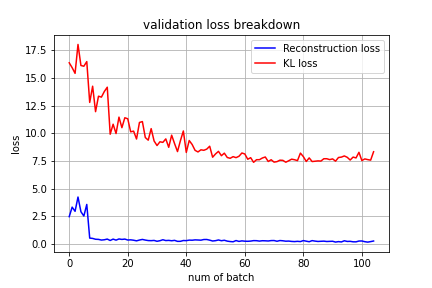 validation loss breakdown
Reconstruction loss
KL loss
loss
17.5
15.0
12.5
10.0
7.5
5.0
2.5
0.0
0 20 40 60 80 100
num of batch